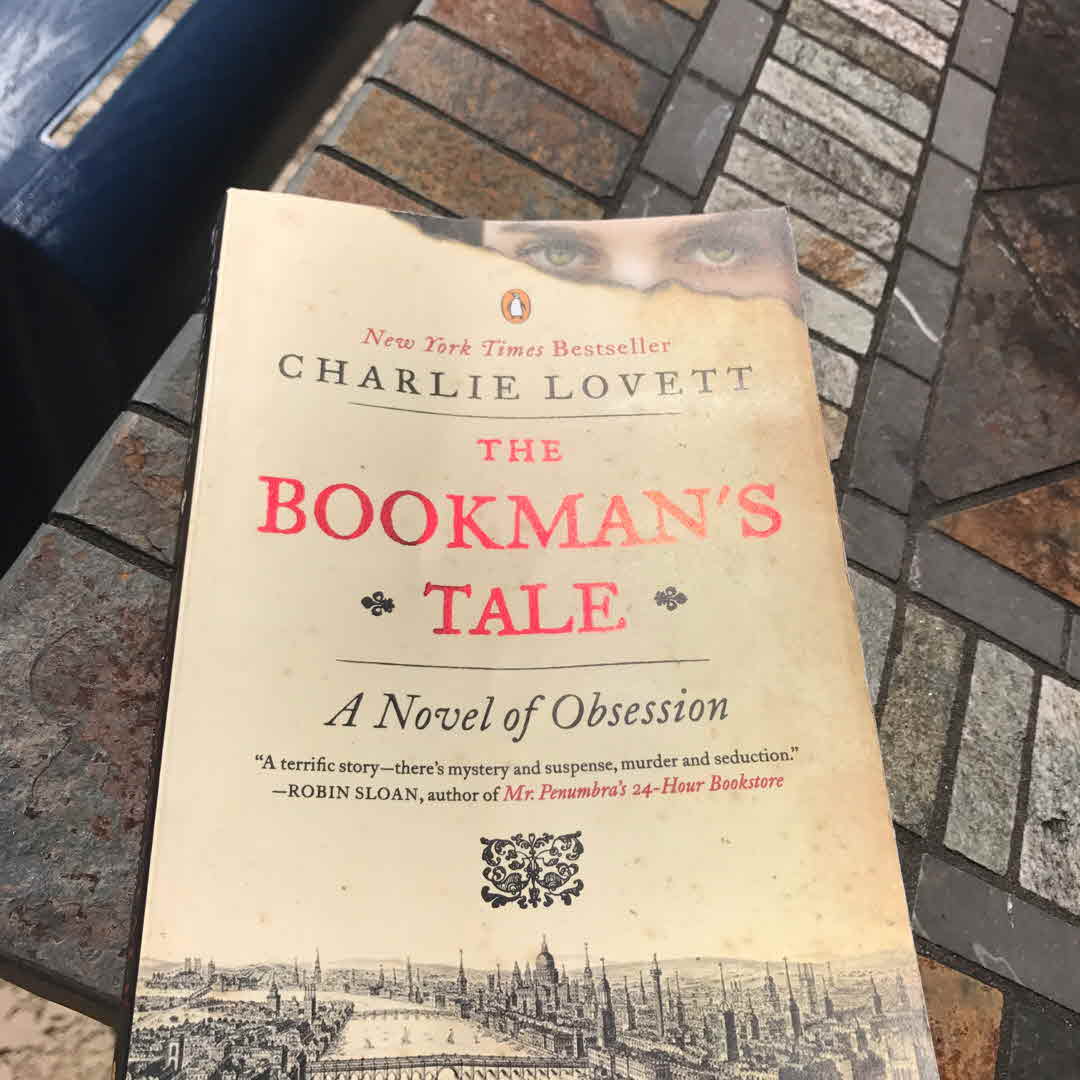 New York Times Bestseller
CHARLIE LOVETT
THE
BOOKMAN'S
TALE
A Novel of Obsession
“A terrific story—there's mystery and suspense, murder and seduction.”
—ROBIN SLOAN, author of Mr. Penumbra's 24-Hour Bookstore